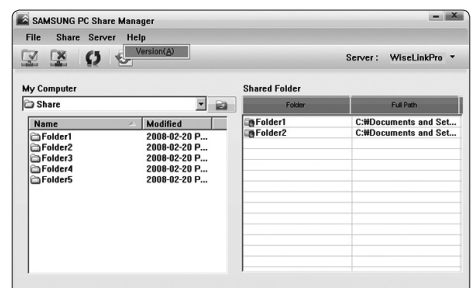 SAMSUNG PC Share Manager
File Share Server Help
Version(A)
Server : WiseLinkPro
My Computer
Share
Name Modified
Folder1 2008-02-20 P...
Folder2 2008-02-20 P...
Folder3 2008-02-20 P...
Folder4 2008-02-20 P...
Folder5 2008-02-20 P...
Shared Folder
Folder Full Path
Folder1 C:₩Documents and Set...
Folder2 C:₩Documents and Set...